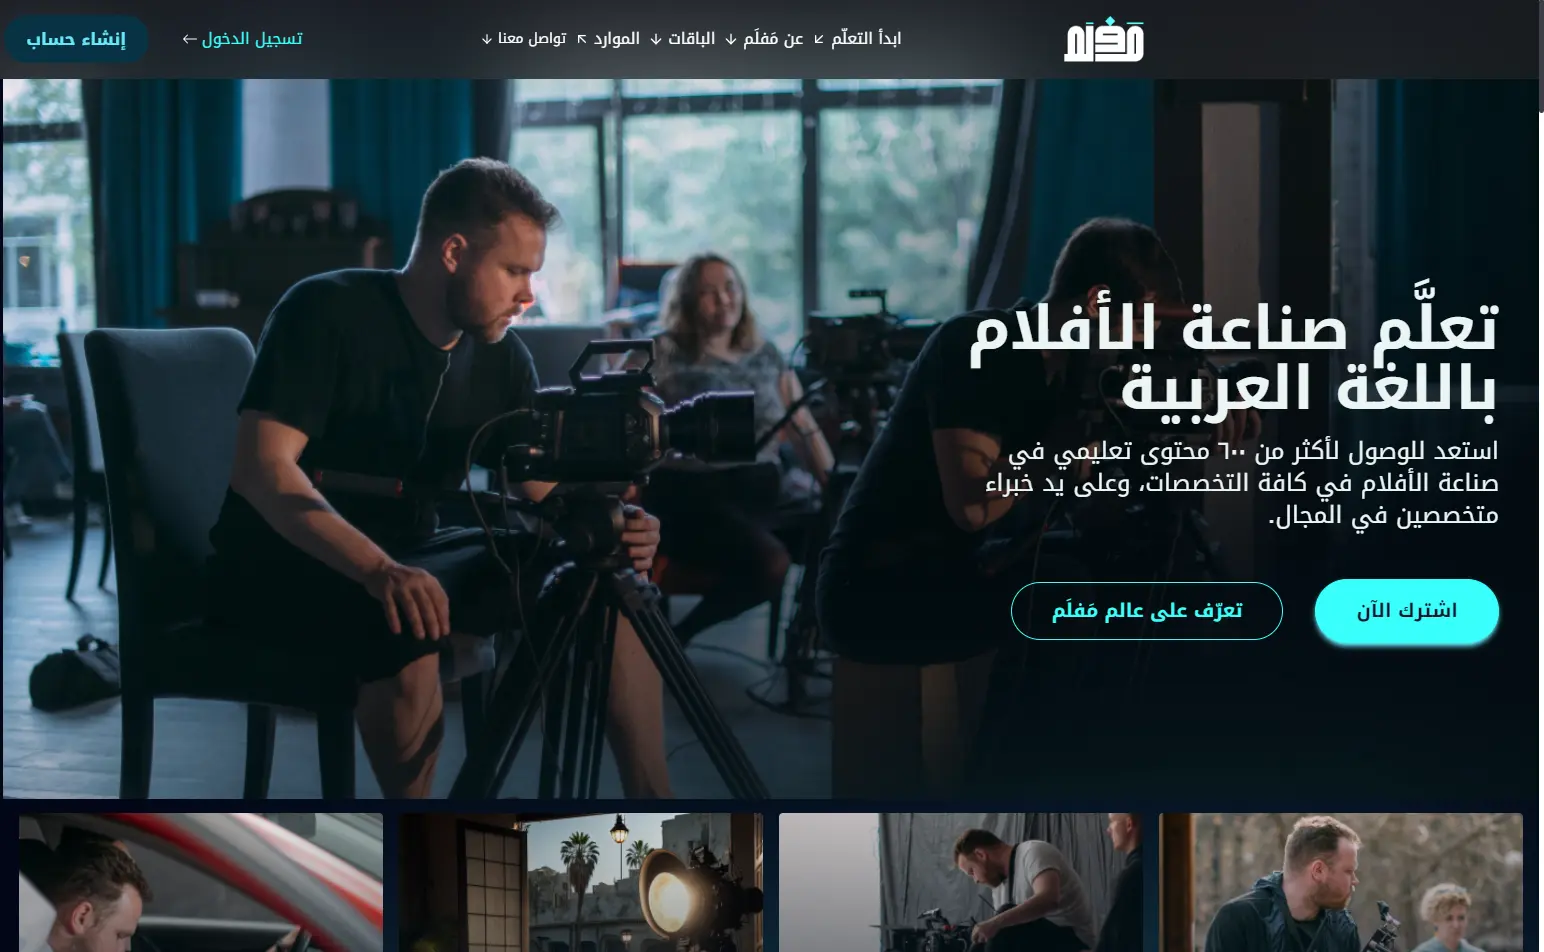 مَفلَم
ابدأ التعلّم
عن مَفلَم
الباقات
الموارد
تواصل معنا
تسجيل الدخول
إنشاء حساب
تعلَّم صناعة الأفلام
باللغة العربية
استعد للوصول لأكثر من ٦٠٠ محتوى تعليمي في
صناعة الأفلام في كافة التخصصات، وعلى يد خبراء
متخصصين في المجال.
اشترك الآن
تعرّف على عالم مَفلَم